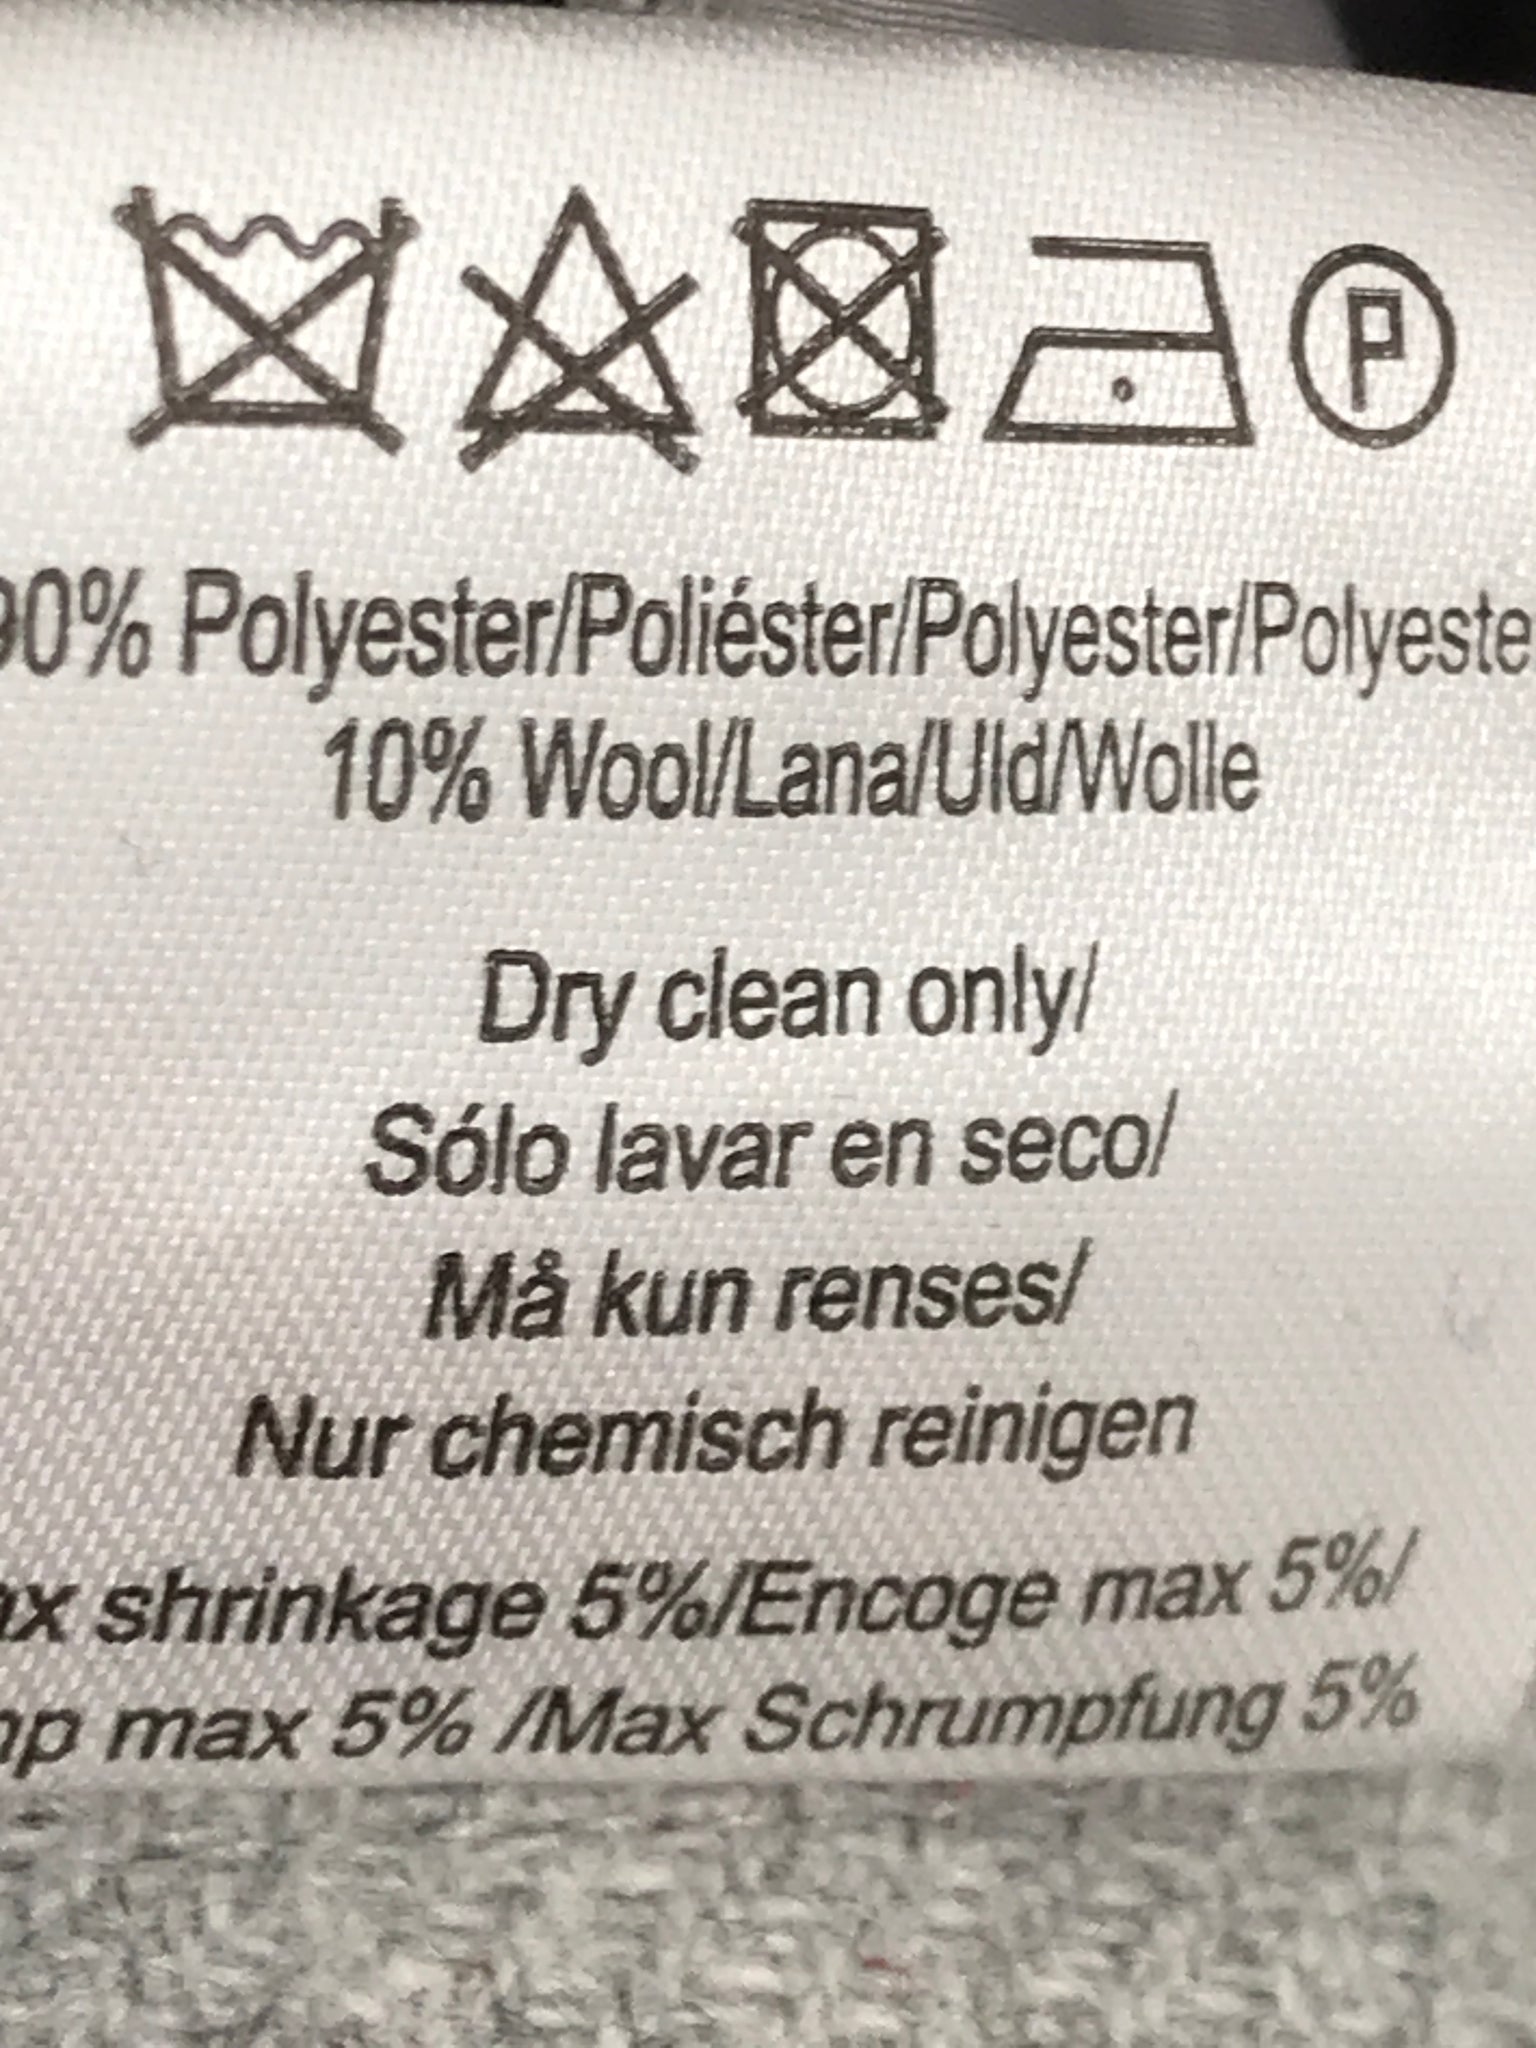 P
90% Polyester/Poliéster/Polyester/Polyeste
10% Wool/Lana/Uld/Wolle
Dry clean only/
Sólo lavar en seco/
Må kun renses/
Nur chemisch reinigen
shrinkage 5%/Encoge max 5%/
max 5% /Max Schrumpfung 5%